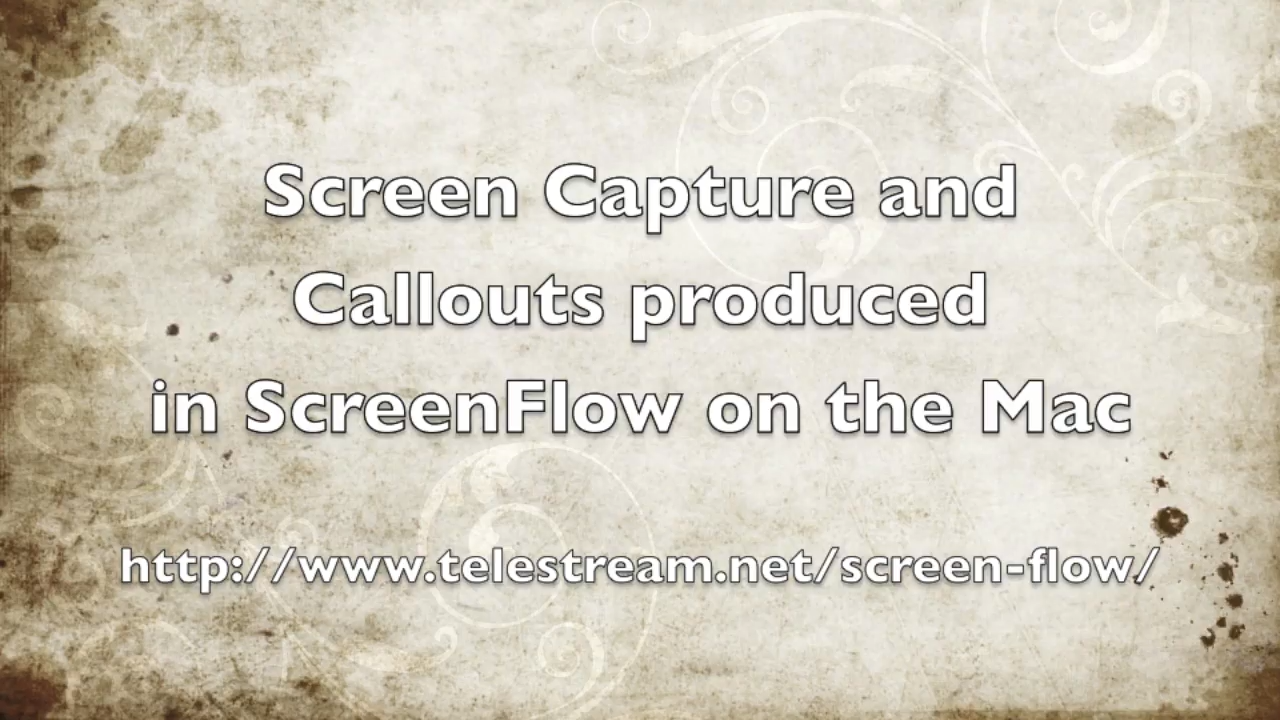 Screen Capture and
Callouts produced
in ScreenFlow on the Mac
http://www.telestream.net/screen-flow/